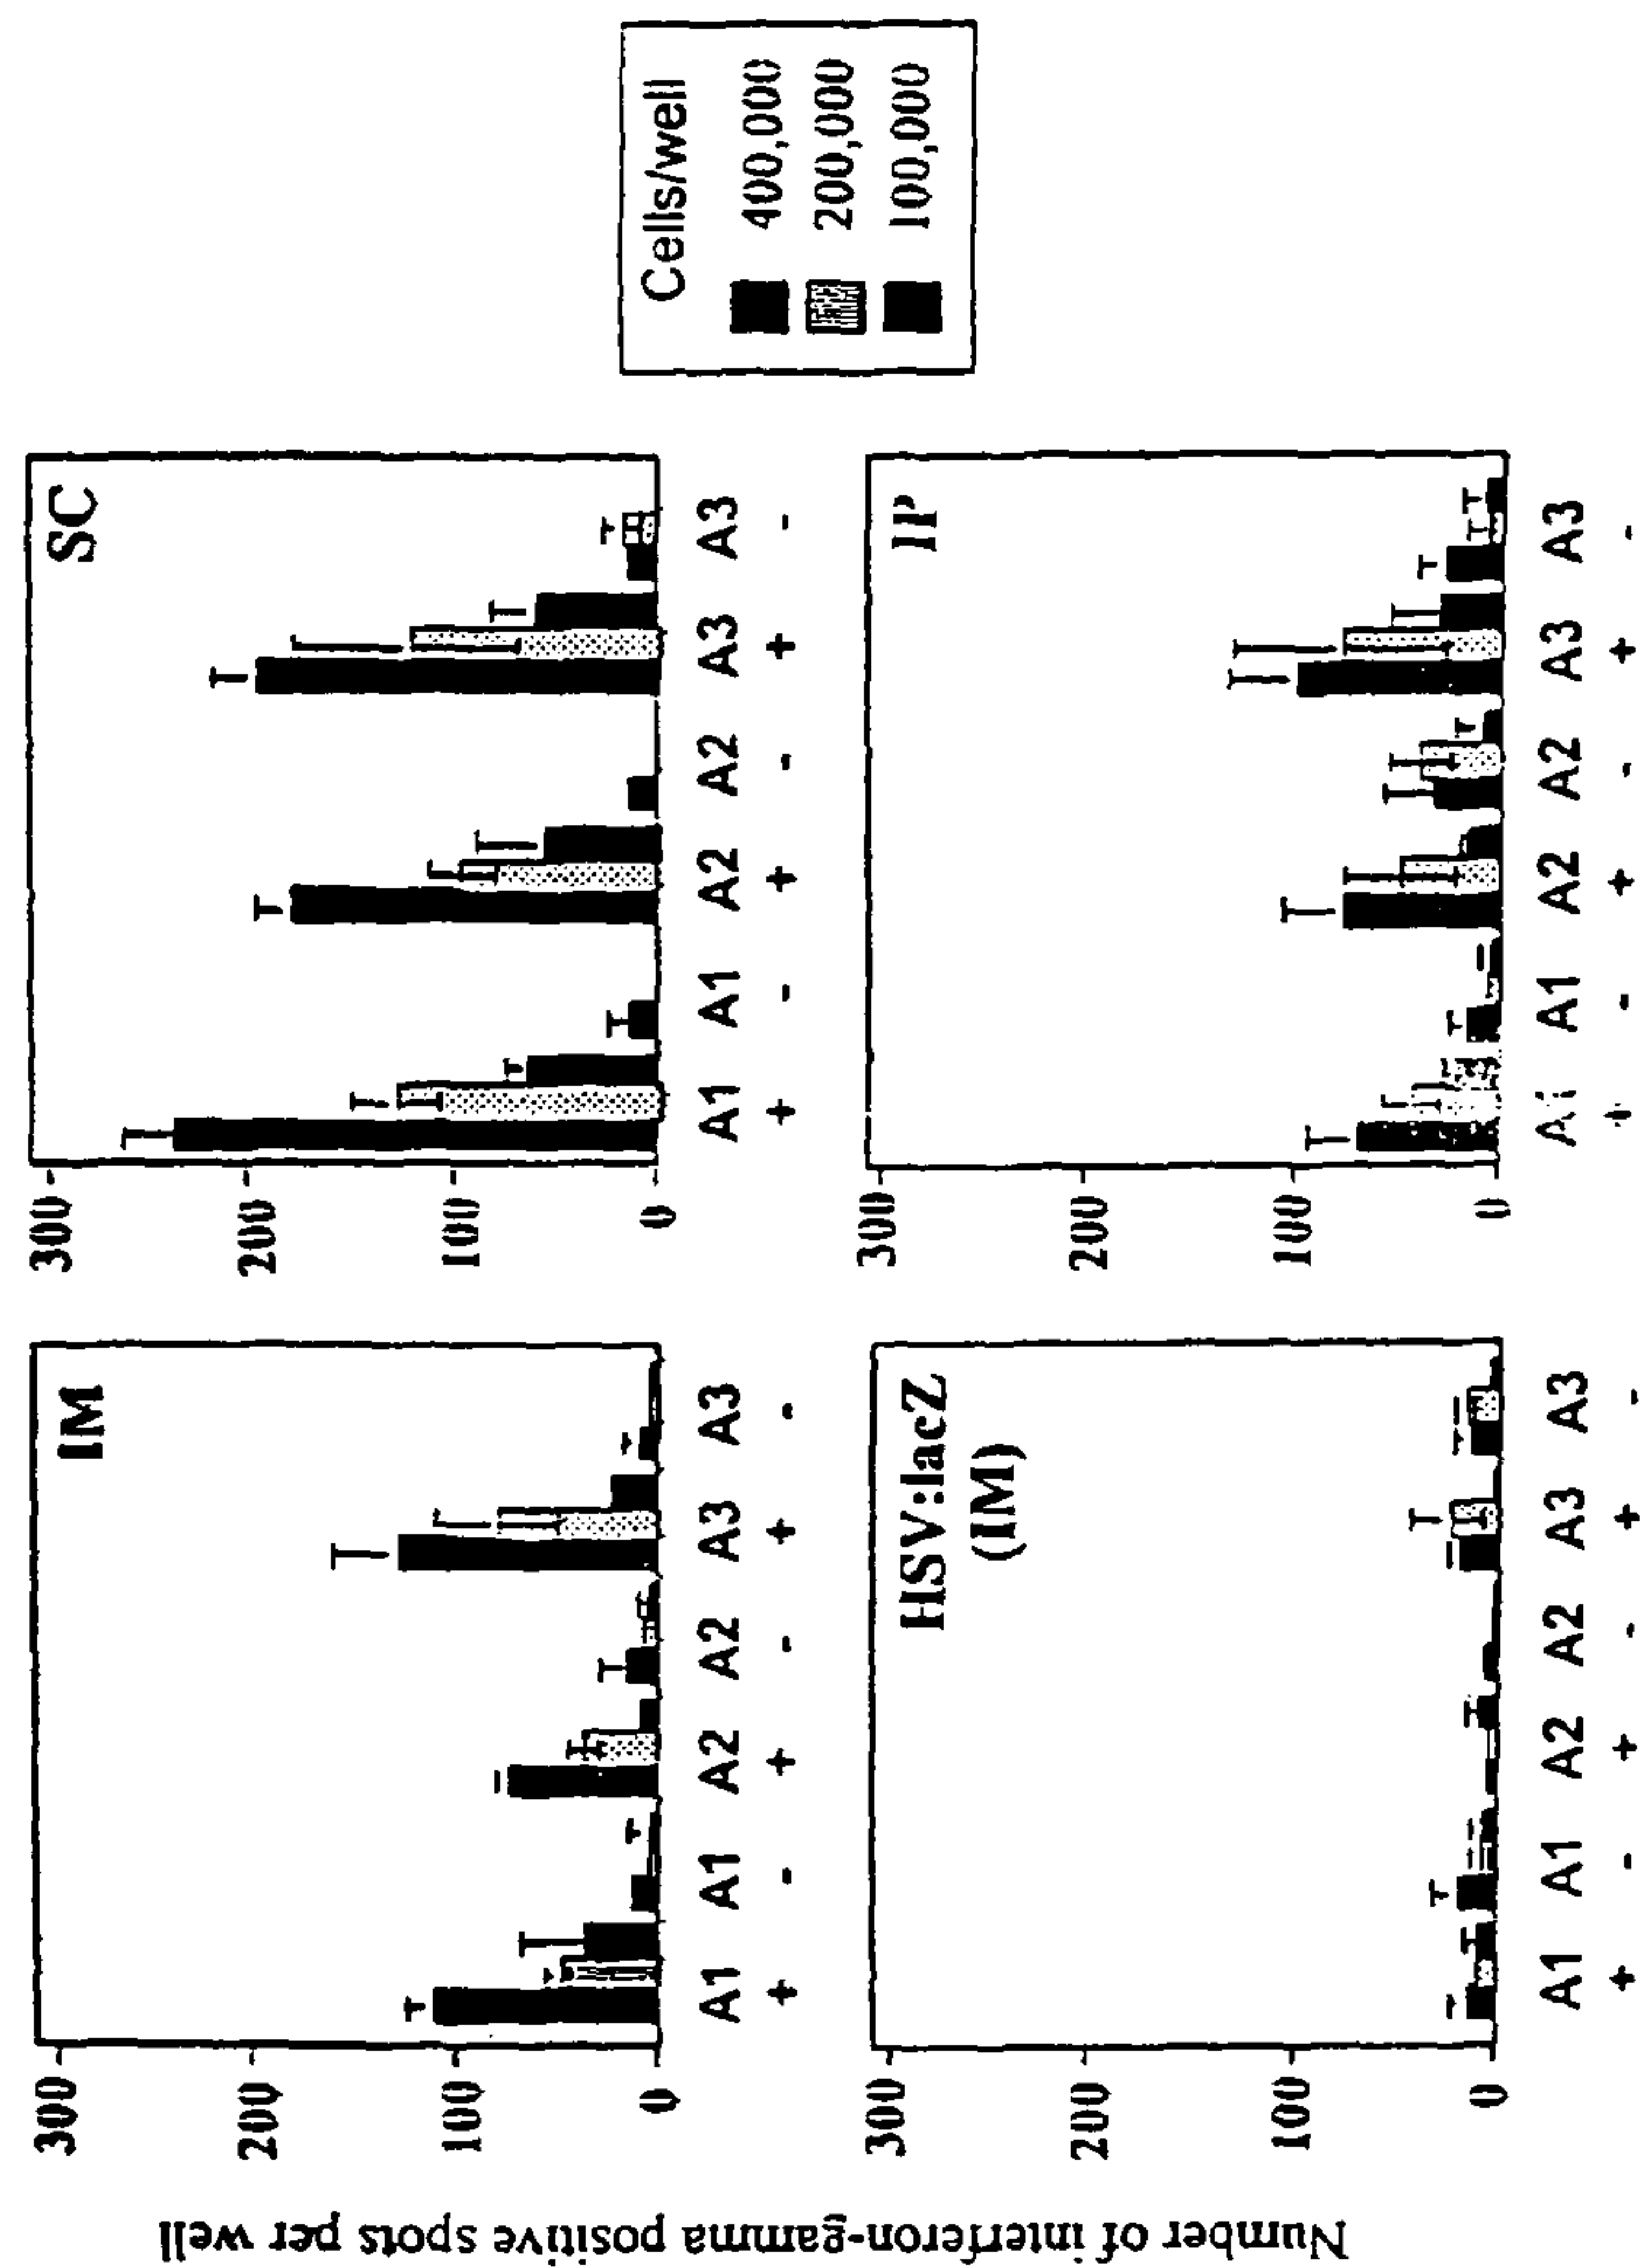 Number of interferon-gamma positive spots per well
IM
300
200
100
0
A1 A1 A2 A2 A3 A3
+ - + - + -
SC
300
200
100
0
A1 A1 A2 A2 A3 A3
+ - + - + -
Cells/well
400,000
200,000
100,000
HSV:lacZ
(IM)
300
200
100
0
A1 A1 A2 A2 A3 A3
+ - + - + -
IP
300
200
100
0
A1 A1 A2 A2 A3 A3
+ - + - + -